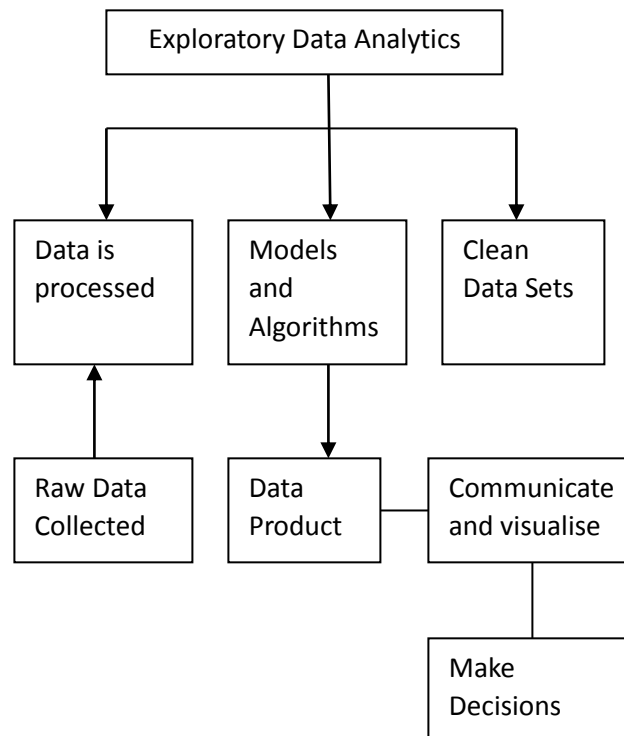 Exploratory Data Analytics
Data is
processed
Models
and
Algorithms
Clean
Data Sets
Raw Data
Collected
Data
Product
Communicate
and visualise
Make
Decisions